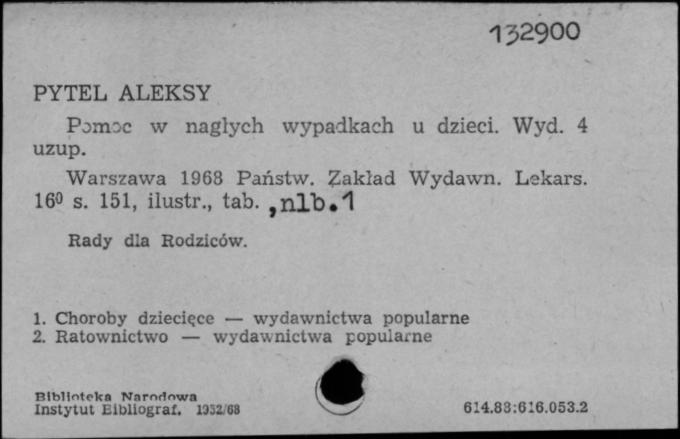 132900
PYTEL ALEKSY
Pomoc w nagłych wypadkach u dzieci. Wyd. 4
uzup.
Warszawa 1968 Państw. Zakład Wydawn. Lekars.
16⁰ s. 151, ilustr., tab. ,nlb.1
Rady dla Rodziców.
1. Choroby dziecięce — wydawnictwa popularne
2. Ratownictwo — wydawnictwa popularne
Biblioteka Narodowa
Instytut Bibliograf. 1952/68
614.88:616.053.2